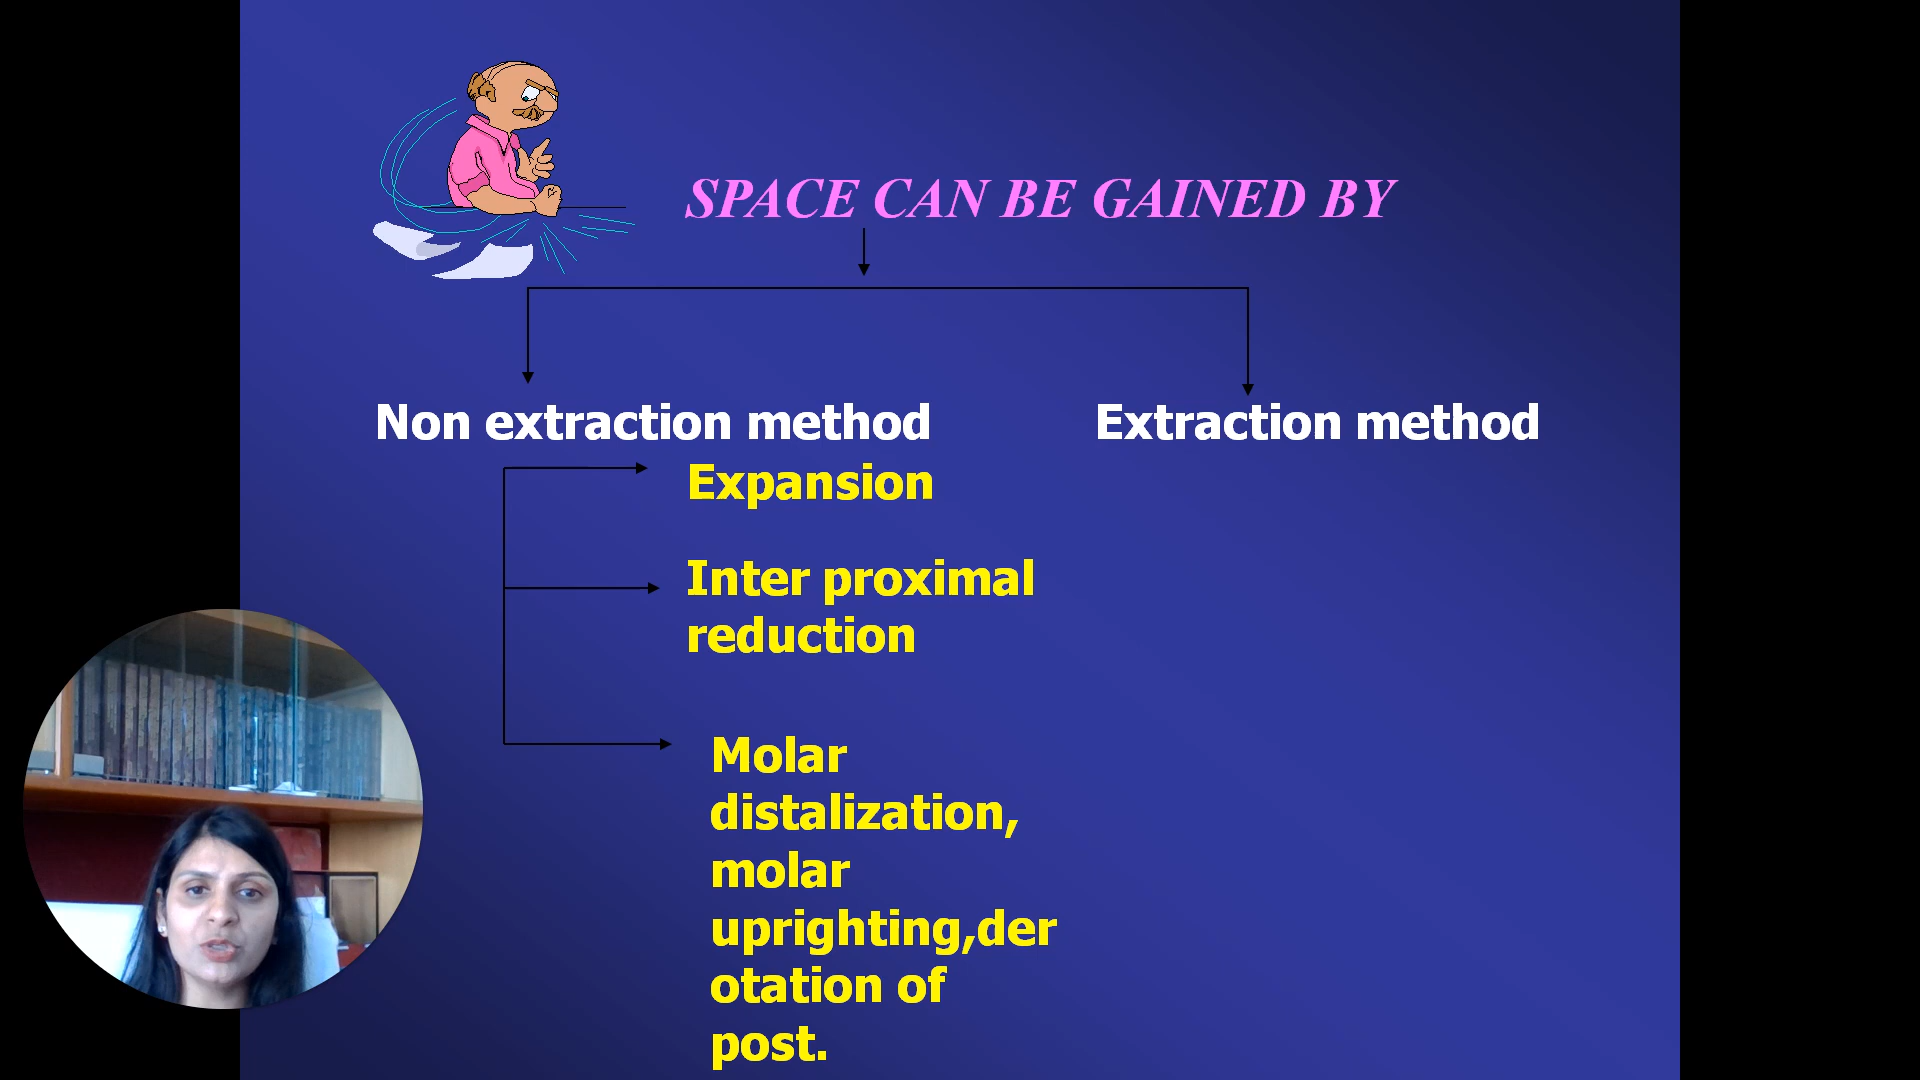 SPACE CAN BE GAINED BY
Non extraction method
Extraction method
Expansion
Inter proximal
reduction
Molar
distalization,
molar
uprighting,der
otation of
post.